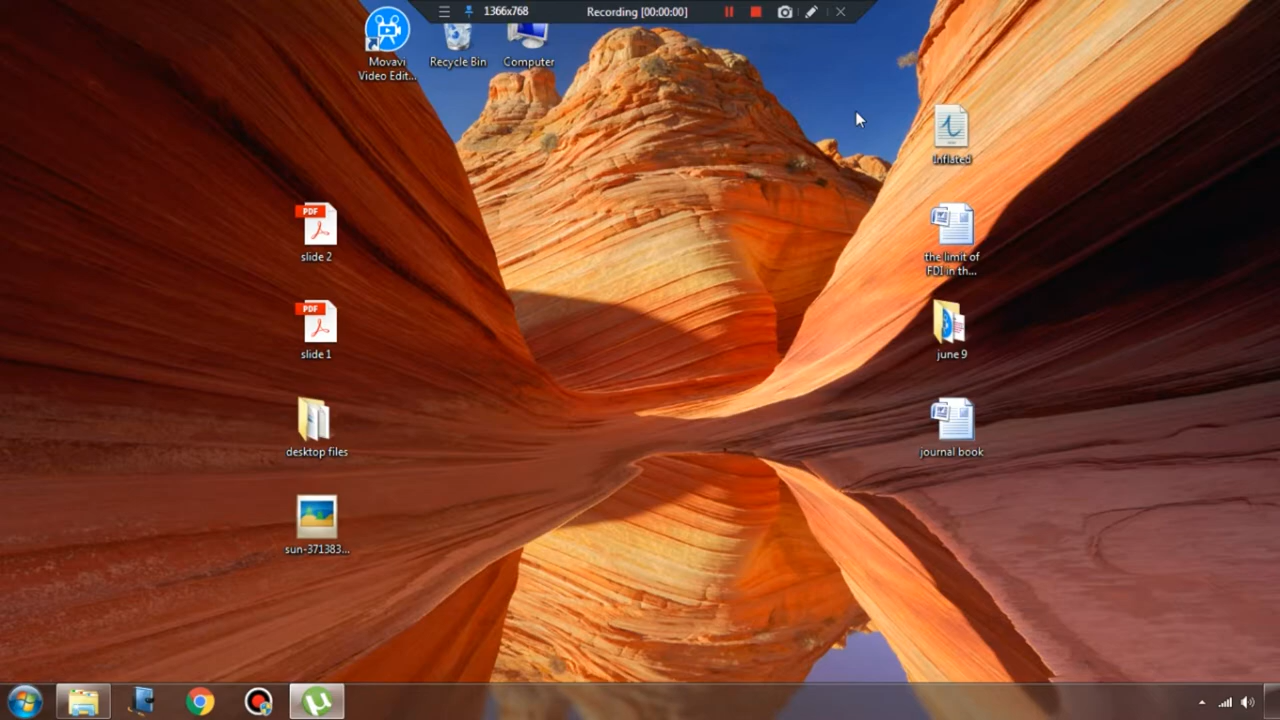 1366x768
Recording [00:00:00]
Movavi
Video Edit...
Recycle Bin
Computer
Inflated
PDF
slide 2
the limit of
FDI in th...
PDF
slide 1
june 9
desktop files
journal book
sun-371383...